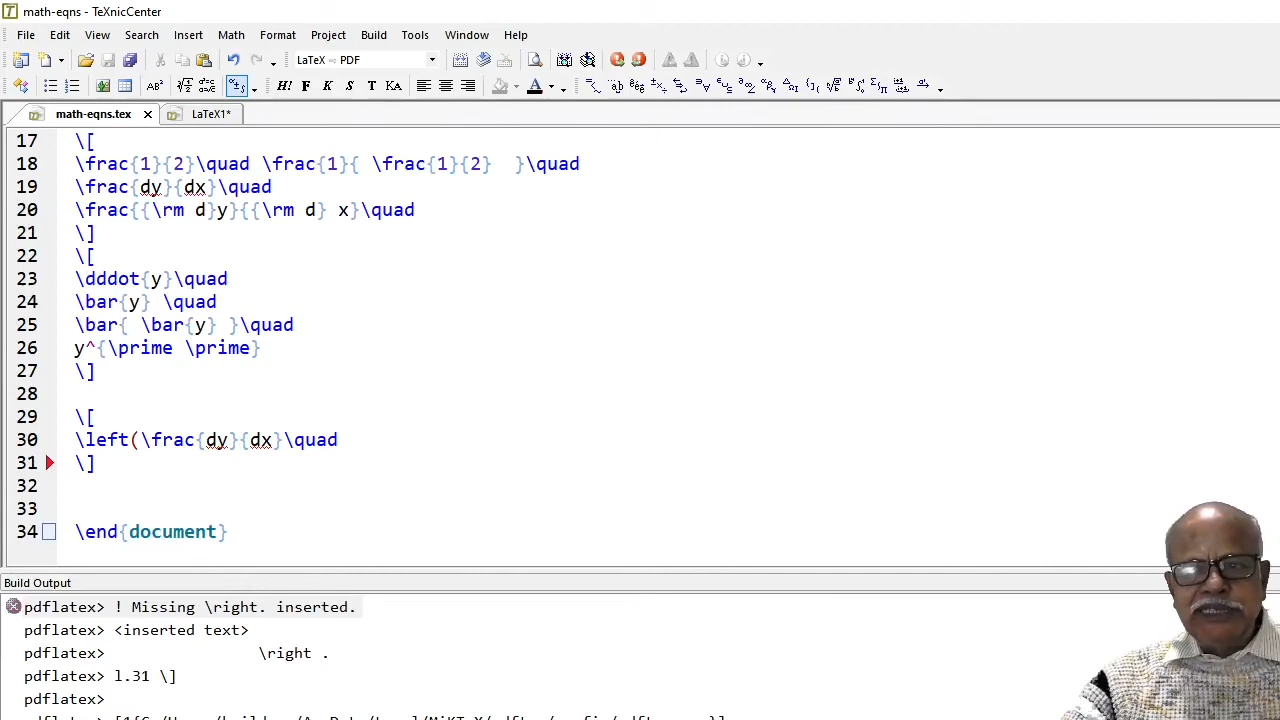 math-eqns - TeXnicCenter
File Edit View Search Insert Math Format Project Build Tools Window Help
LaTeX ⇨ PDF
math-eqns.tex LaTeX1*
17 \[
18 \frac{1}{2}\quad \frac{1}{ \frac{1}{2} }\quad
19 \frac{dy}{dx}\quad
20 \frac{{\rm d}y}{{\rm d} x}\quad
21 \]
22 \[
23 \dddot{y}\quad
24 \bar{y} \quad
25 \bar{ \bar{y} }\quad
26 y^{\prime \prime}
27 \]
28
29 \[
30 \left(\frac{dy}{dx}\quad
31 \]
32
33
34 \end{document}
Build Output
pdflatex> ! Missing \right. inserted.
pdflatex> <inserted text>
pdflatex> \right .
pdflatex> l.31 \]
pdflatex>